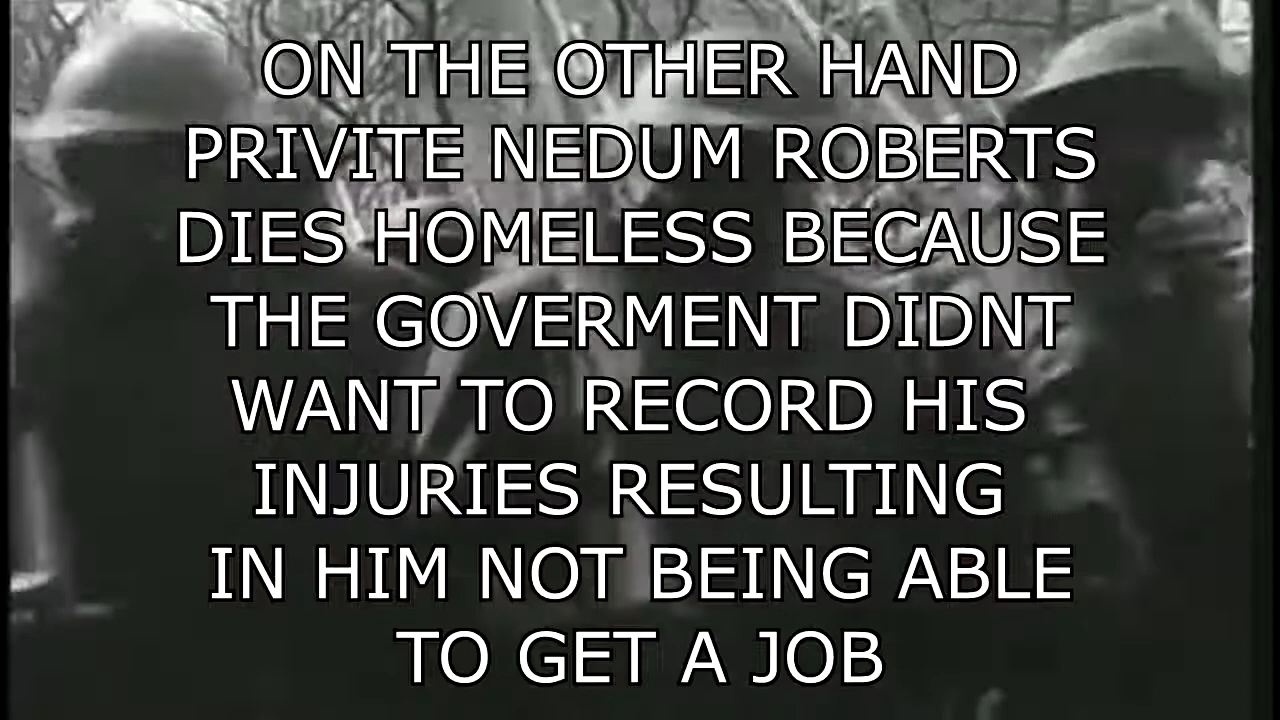 ON THE OTHER HAND
PRIVITE NEDUM ROBERTS
DIES HOMELESS BECAUSE
THE GOVERMENT DIDNT
WANT TO RECORD HIS
INJURIES RESULTING
IN HIM NOT BEING ABLE
TO GET A JOB